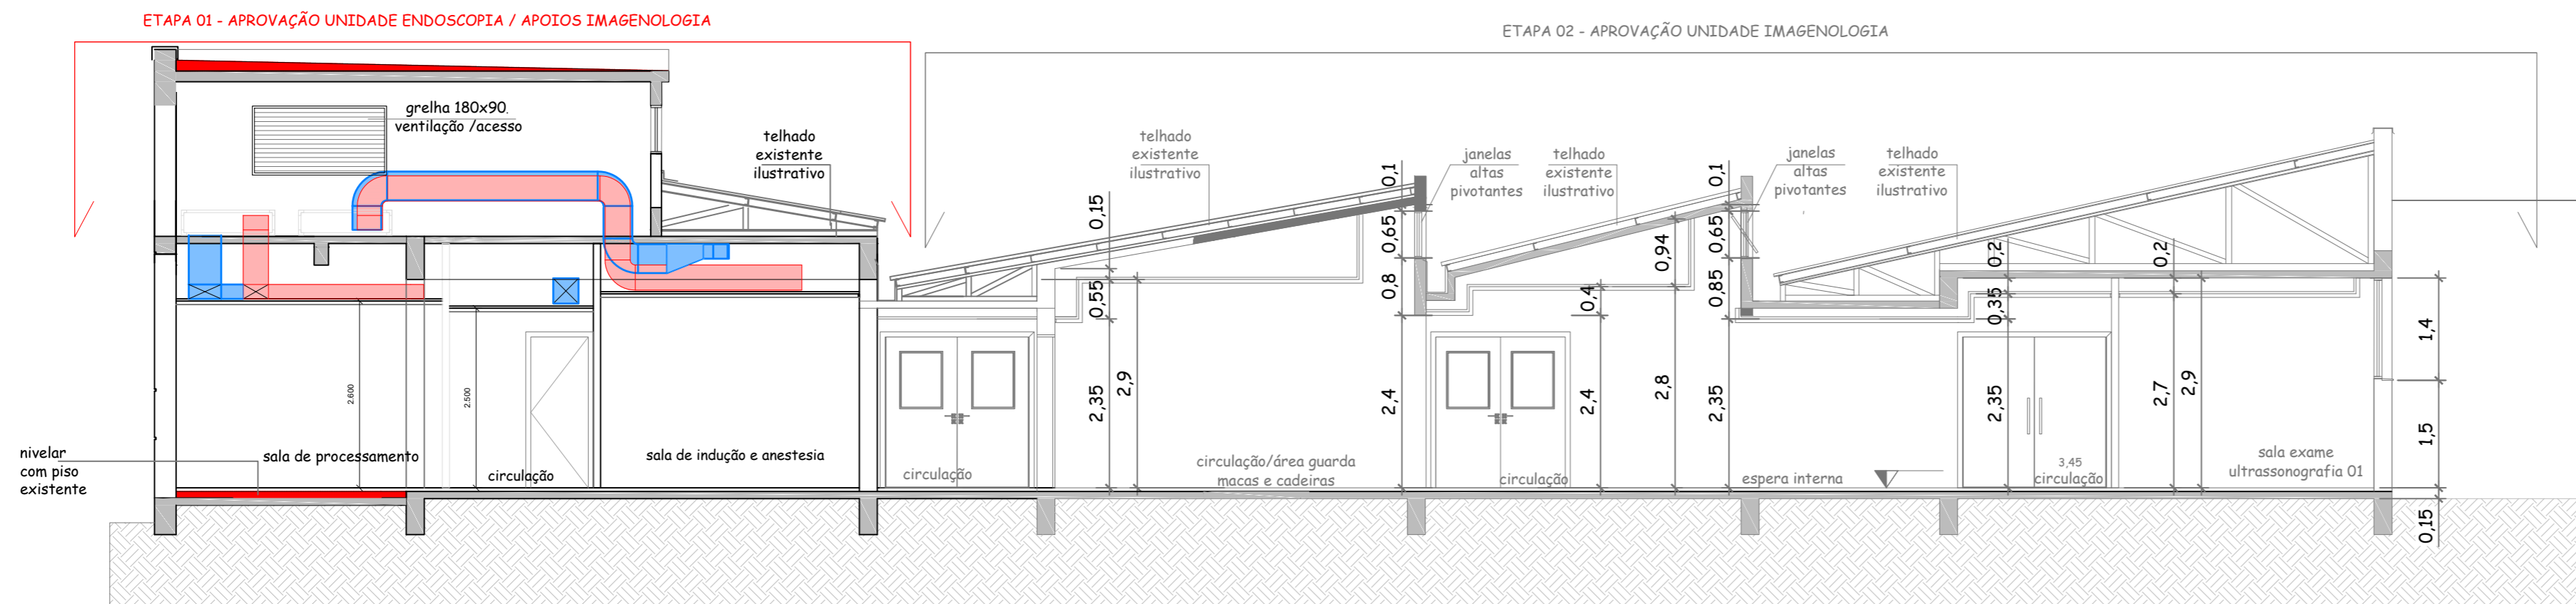 ETAPA 01 - APROVAÇÃO UNIDADE ENDOSCOPIA / APOIOS IMAGENOLOGIA
ETAPA 02 - APROVAÇÃO UNIDADE IMAGENOLOGIA
grelha 180x90.
ventilação /acesso
telhado
existente
ilustrativo
telhado
existente
ilustrativo
janelas
altas
pivotantes
telhado
existente
ilustrativo
janelas
altas
pivotantes
telhado
existente
ilustrativo
0,15
0,55
2,35
2,9
0,1
0,65
0,8
2,4
0,4
2,4
0,94
2,8
0,1
0,65
0,85
2,35
0,2
0,35
2,35
0,2
2,7
2,9
1,4
1,5
0,15
2.600
2.500
nivelar
com piso
existente
sala de processamento
circulação
sala de indução e anestesia
circulação
circulação/área guarda
macas e cadeiras
circulação
espera interna
3,45
circulação
sala exame
ultrassonografia 01